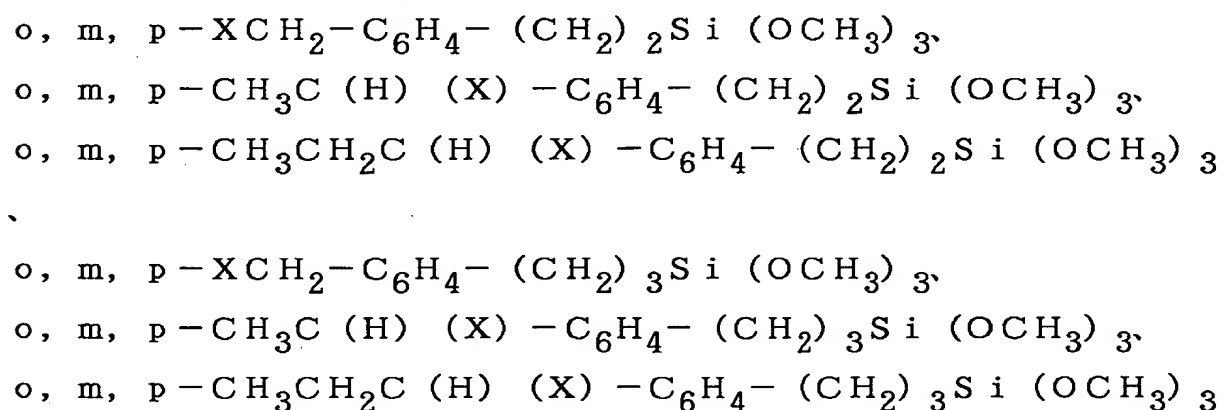 o, m, p－XCH₂－C₆H₄－ (CH₂) ₂Si (OCH₃) ₃、
o, m, p－CH₃C (H) (X) －C₆H₄－ (CH₂) ₂Si (OCH₃) ₃、
o, m, p－CH₃CH₂C (H) (X) －C₆H₄－ (CH₂) ₂Si (OCH₃) ₃
、
o, m, p－XCH₂－C₆H₄－ (CH₂) ₃Si (OCH₃) ₃、
o, m, p－CH₃C (H) (X) －C₆H₄－ (CH₂) ₃Si (OCH₃) ₃、
o, m, p－CH₃CH₂C (H) (X) －C₆H₄－ (CH₂) ₃Si (OCH₃) ₃